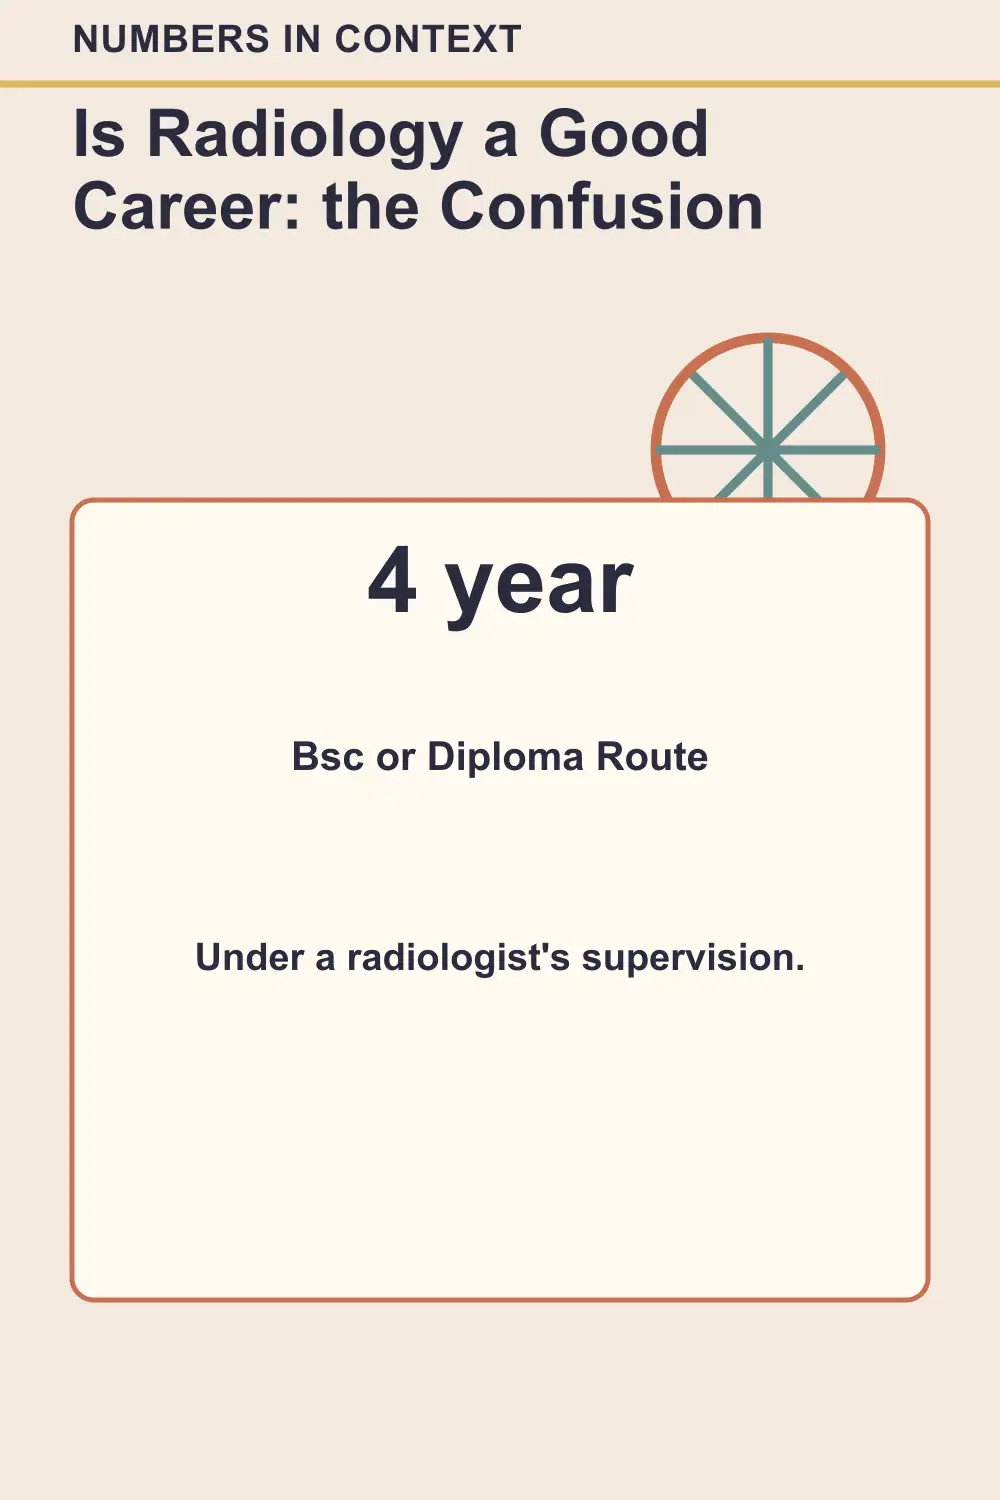 NUMBERS IN CONTEXT
Is Radiology a Good
Career: the Confusion
4 year
Bsc or Diploma Route
Under a radiologist's supervision.